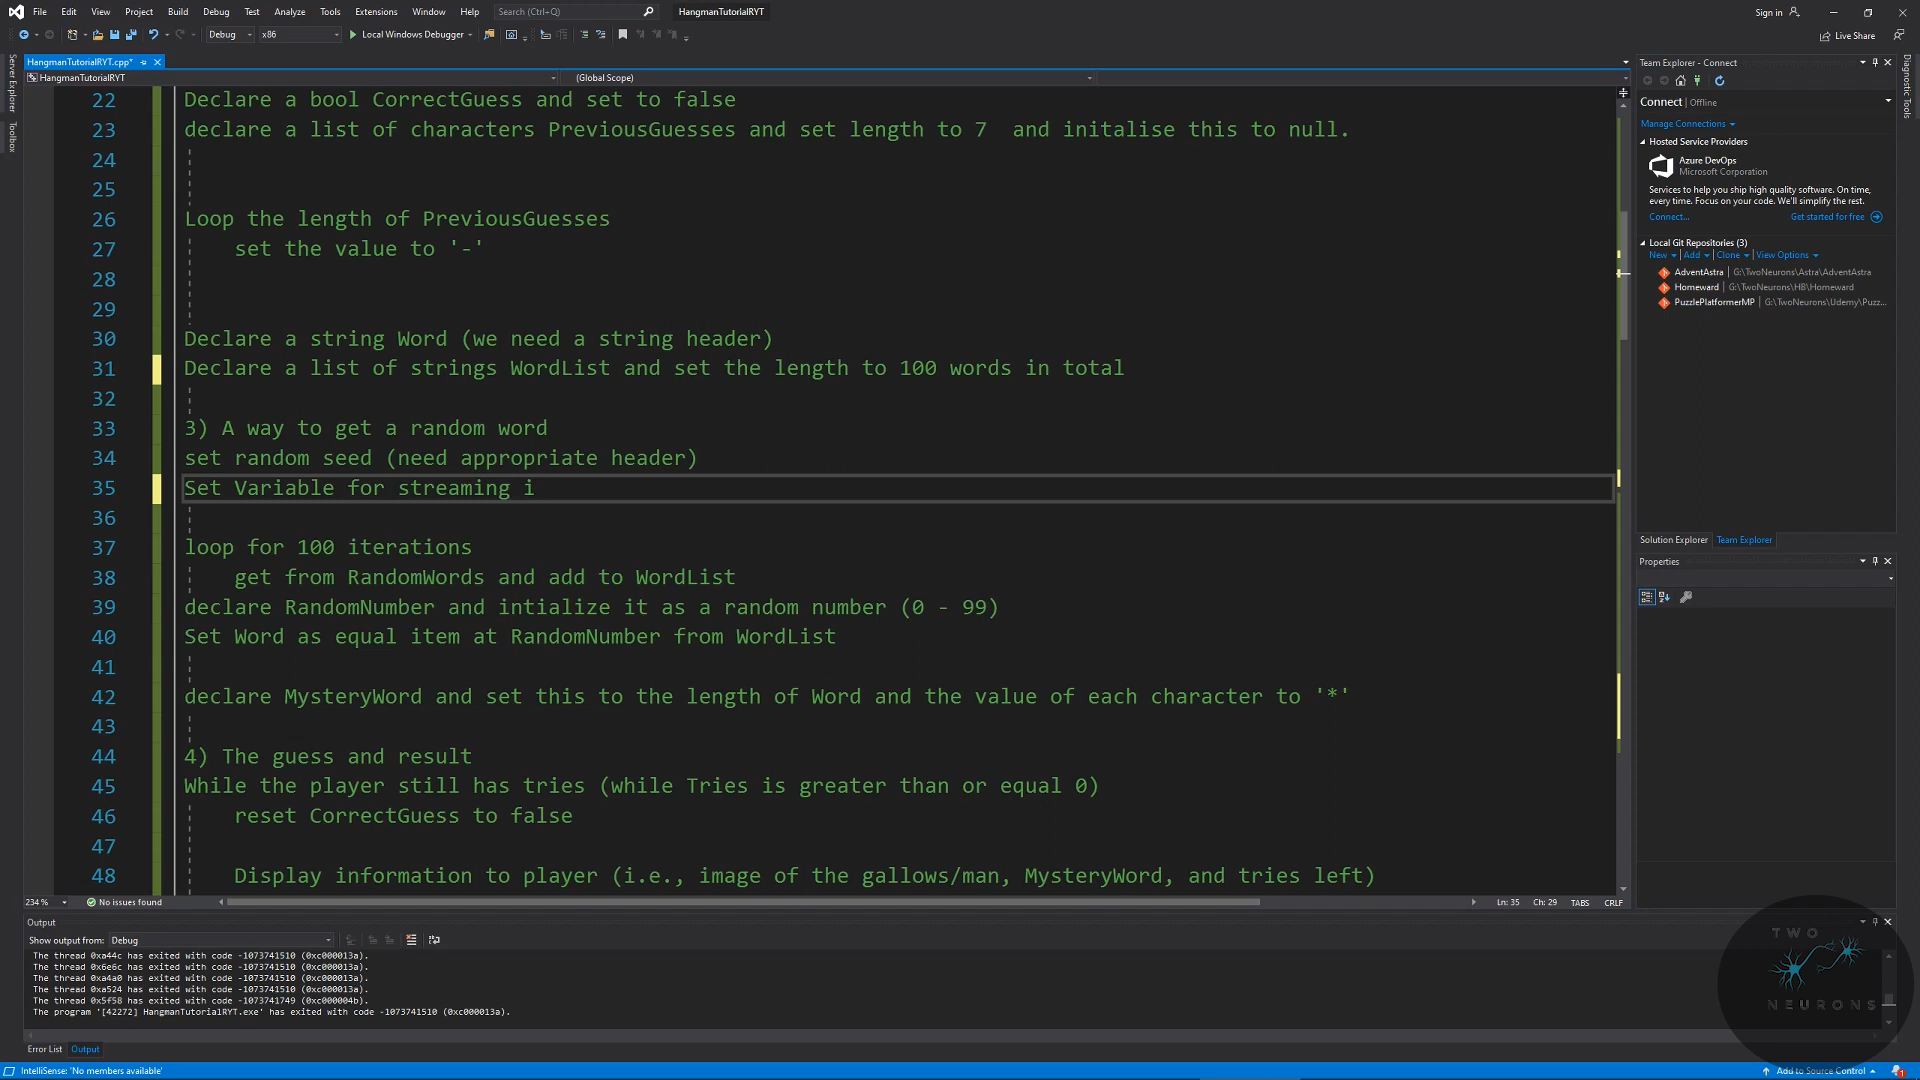 File Edit View Project Build Debug Test Analyze Tools Extensions Window Help Search (Ctrl+Q) HangmanTutorialRYT Sign in
Debug x86 Local Windows Debugger Live Share
HangmanTutorialRYT.cpp*
HangmanTutorialRYT (Global Scope)
Server Explorer
Toolbox
22 Declare a bool CorrectGuess and set to false
23 declare a list of characters PreviousGuesses and set length to 7  and initalise this to null.
24
25
26 Loop the length of PreviousGuesses
27 set the value to '-'
28
29
30 Declare a string Word (we need a string header)
31 Declare a list of strings WordList and set the length to 100 words in total
32
33 3) A way to get a random word
34 set random seed (need appropriate header)
35 Set Variable for streaming i
36
37 loop for 100 iterations
38 get from RandomWords and add to WordList
39 declare RandomNumber and intialize it as a random number (0 - 99)
40 Set Word as equal item at RandomNumber from WordList
41
42 declare MysteryWord and set this to the length of Word and the value of each character to '*'
43
44 4) The guess and result
45 While the player still has tries (while Tries is greater than or equal 0)
46 reset CorrectGuess to false
47
48 Display information to player (i.e., image of the gallows/man, MysteryWord, and tries left)
234 % No issues found Ln: 35 Ch: 29 TABS CRLF
Team Explorer - Connect
Connect | Offline
Manage Connections
Hosted Service Providers
Azure DevOps
Microsoft Corporation
Services to help you ship high quality software. On time,
every time. Focus on your code. We'll simplify the rest.
Connect... Get started for free
Local Git Repositories (3)
New | Add | Clone | View Options
AdventAstra | G:\TwoNeurons\Astra\AdventAstra
Homeward | G:\TwoNeurons\HB\Homeward
PuzzlePlatformerMP | G:\TwoNeurons\Udemy\Puzz...
Solution Explorer Team Explorer
Properties
Diagnostic Tools
Output
Show output from: Debug
The thread 0xa44c has exited with code -1073741510 (0xc000013a).
The thread 0x6e6c has exited with code -1073741510 (0xc000013a).
The thread 0xa4a0 has exited with code -1073741510 (0xc000013a).
The thread 0xa524 has exited with code -1073741510 (0xc000013a).
The thread 0x5f58 has exited with code -1073741749 (0xc000004b).
The program '[42272] HangmanTutorialRYT.exe' has exited with code -1073741510 (0xc000013a).
Error List Output
IntelliSense: 'No members available' Add to Source Control 1
TWO
NEURONS